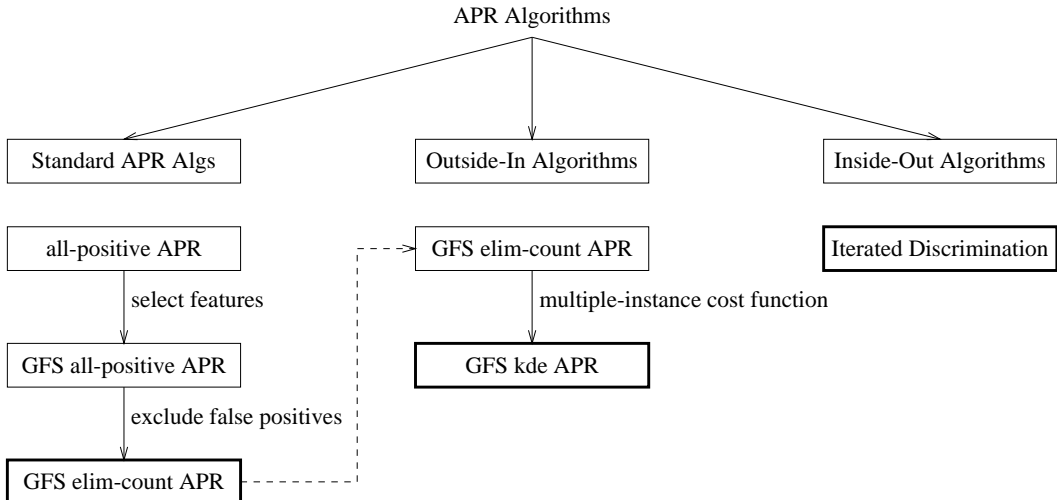 APR Algorithms
Standard APR Algs
Outside-In Algorithms
Inside-Out Algorithms
all-positive APR
GFS elim-count APR
Iterated Discrimination
select features
multiple-instance cost function
GFS all-positive APR
GFS kde APR
exclude false positives
GFS elim-count APR